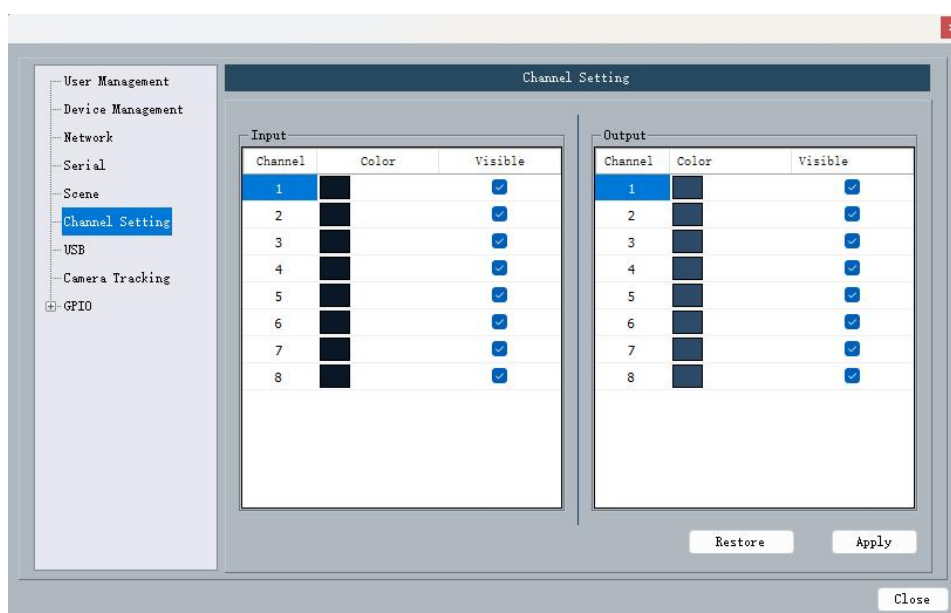 Channel Setting
User Management
Device Management
Network
Serial
Scene
Channel Setting
USB
Camera Tracking
GPIO
Input
Channel Color Visible
1
2
3
4
5
6
7
8
Output
Channel Color Visible
1
2
3
4
5
6
7
8
Restore Apply
Close